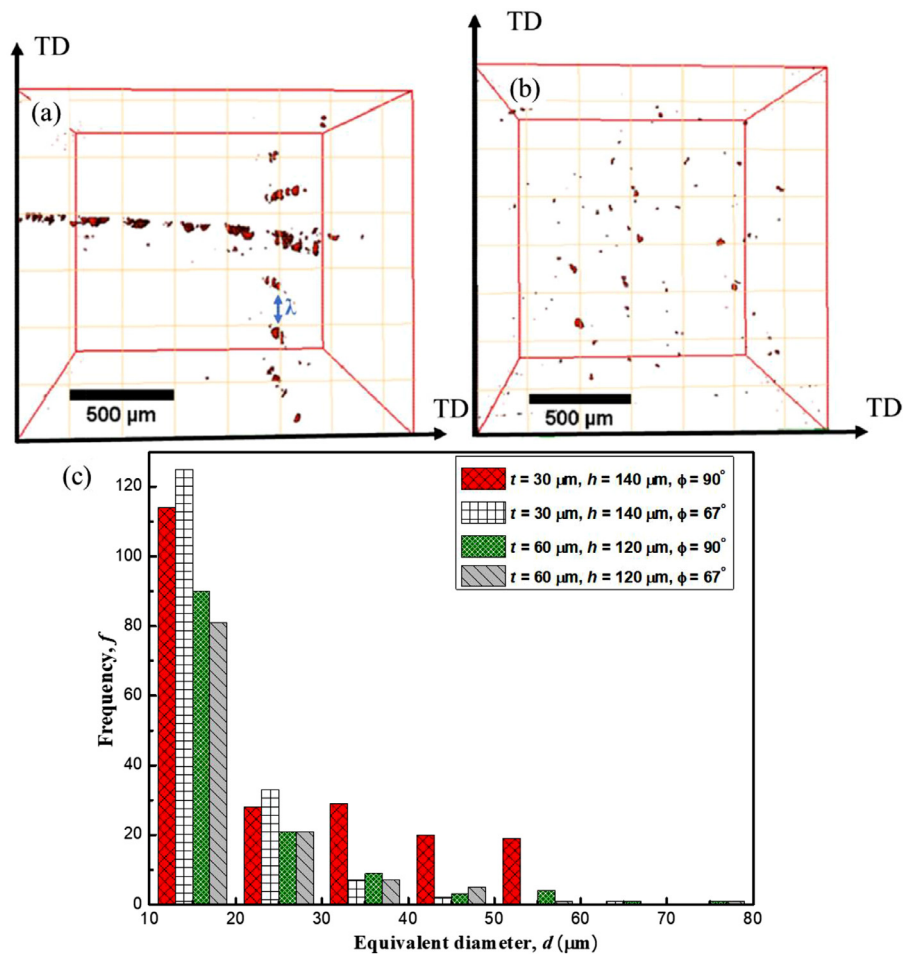 TD
(a)
λ
500 µm
TD
TD
(b)
500 µm
TD
(c)
t = 30 µm, h = 140 µm, ϕ = 90°
t = 30 µm, h = 140 µm, ϕ = 67°
t = 60 µm, h = 120 µm, ϕ = 90°
t = 60 µm, h = 120 µm, ϕ = 67°
Frequency, f
120
100
80
60
40
20
0
10 20 30 40 50 60 70 80
Equivalent diameter, d (µm)